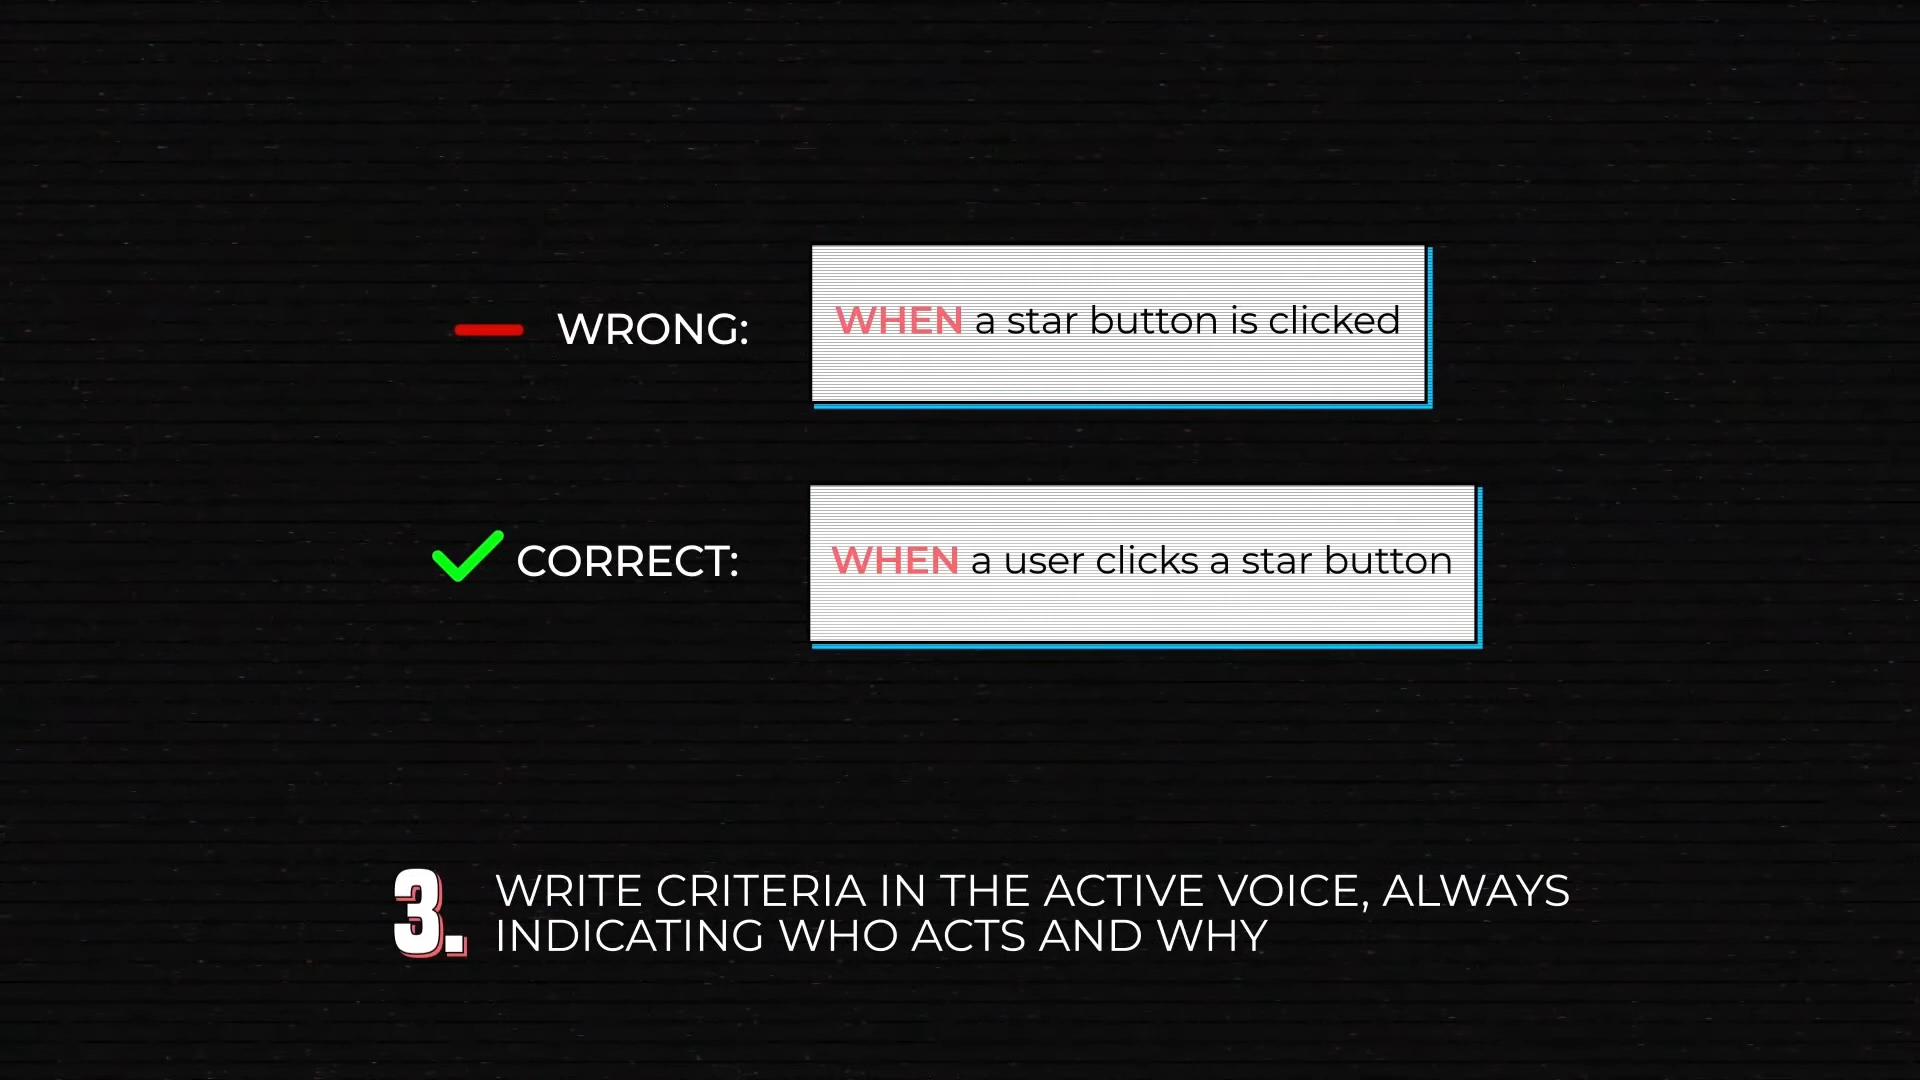 WRONG:
WHEN a star button is clicked
CORRECT:
WHEN a user clicks a star button
3. WRITE CRITERIA IN THE ACTIVE VOICE, ALWAYS
INDICATING WHO ACTS AND WHY